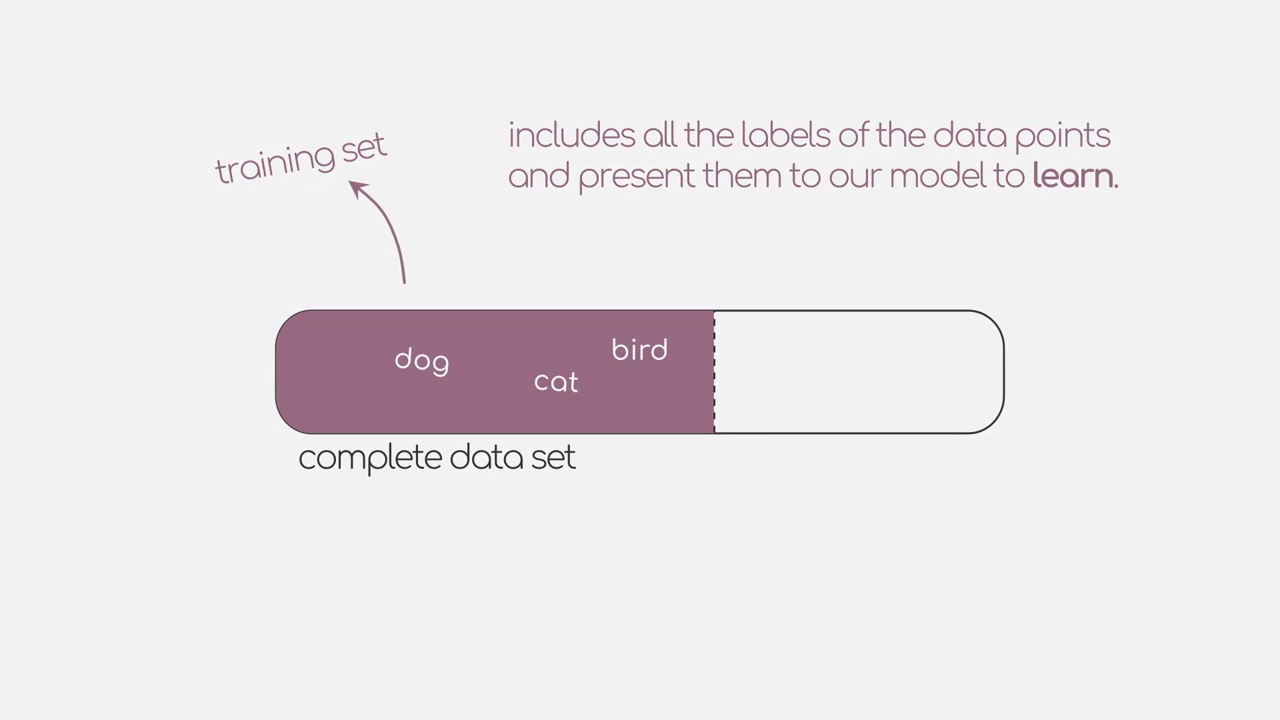 training set
includes all the labels of the data points
and present them to our model to learn.
dog
cat
bird
complete data set